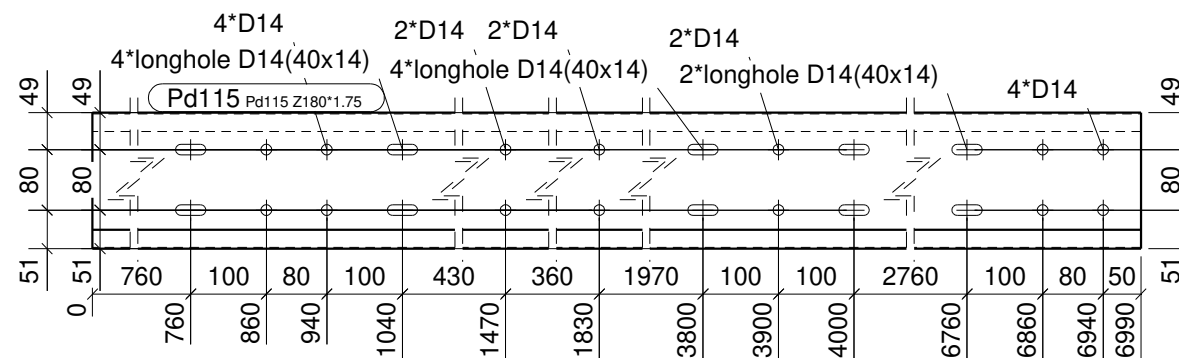 4*D14
2*D14 2*D14
2*D14
4*longhole D14(40x14)
4*longhole D14(40x14)
2*longhole D14(40x14)
4*D14
Pd115 Pd115 Z180*1.75
49
49
49
80
80
80
51
51
51
760 100 80 100 430 360 1970 100 100 2760 100 80 50
0 760 860 940 1040 1470 1830 3800 3900 4000 6760 6860 6940 6990